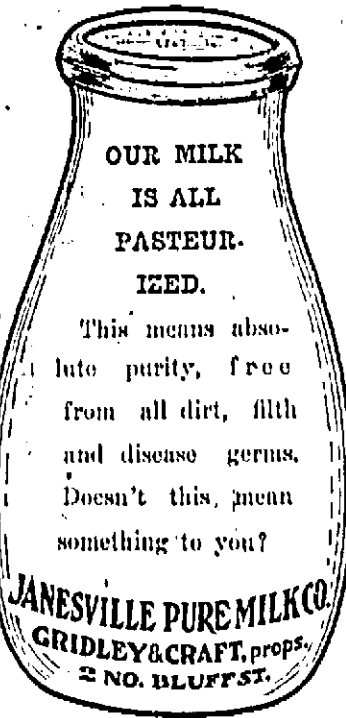 OUR MILK
IS ALL
PASTEUR-
IZED.
This means abso-
lute purity, free
from all dirt, filth
and disease germs.
Doesn't this mean
something to you?
JANESVILLE PURE MILK CO.
GRIDLEY & CRAFT, props.
2 NO. BLUFF ST.